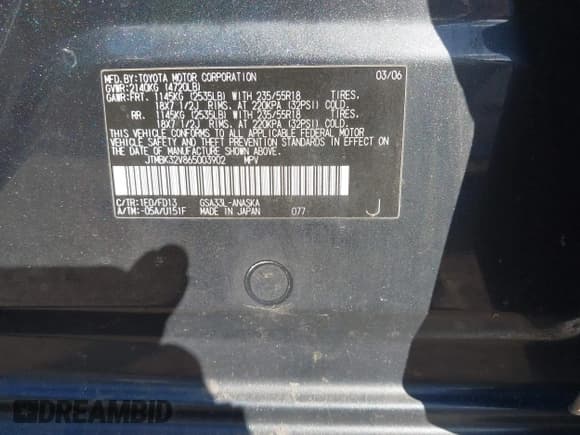 MFD. BY: TOYOTA MOTOR CORPORATION 03/06
GVWR: 2140KG (4720LB)
GAWR: FRT. 1145KG (2535LB) WITH 235/55R18 TIRES.
18X7 1/2J RIMS. AT 220KPA (32PSI) COLD.
RR. 1145KG (2535LB) WITH 235/55R18 TIRES.
18X7 1/2J RIMS. AT 220KPA (32PSI) COLD.
THIS VEHICLE CONFORMS TO ALL APPLICABLE FEDERAL MOTOR
VEHICLE SAFETY AND THEFT PREVENTION STANDARDS IN
EFFECT ON THE DATE OF MANUFACTURE SHOWN ABOVE.
JTMBK32V865003902 MPV
C/TR: 1E0/FD13 GSA33L-ANASKA
A/TM: -05A/U151F MADE IN JAPAN 077 J
DREAMBID